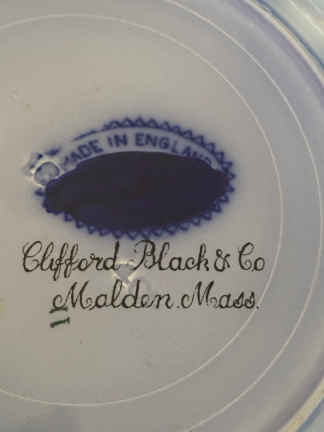 MADE IN ENGLAND
Clifford Black & Co
Malden. Mass.